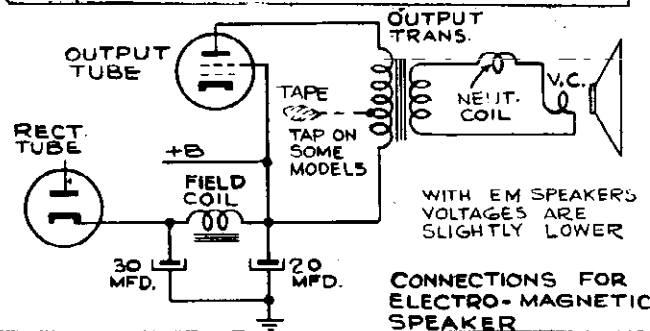 OUTPUT
TRANS.
OUTPUT
TUBE
TAPE
NEUT.
COIL
V.C.
TAP ON
SOME
MODELS
RECT.
TUBE
+B
FIELD
COIL
WITH EM SPEAKERS
VOLTAGES ARE
SLIGHTLY LOWER
30
MFD.
20
MFD.
CONNECTIONS FOR
ELECTRO-MAGNETIC
SPEAKER